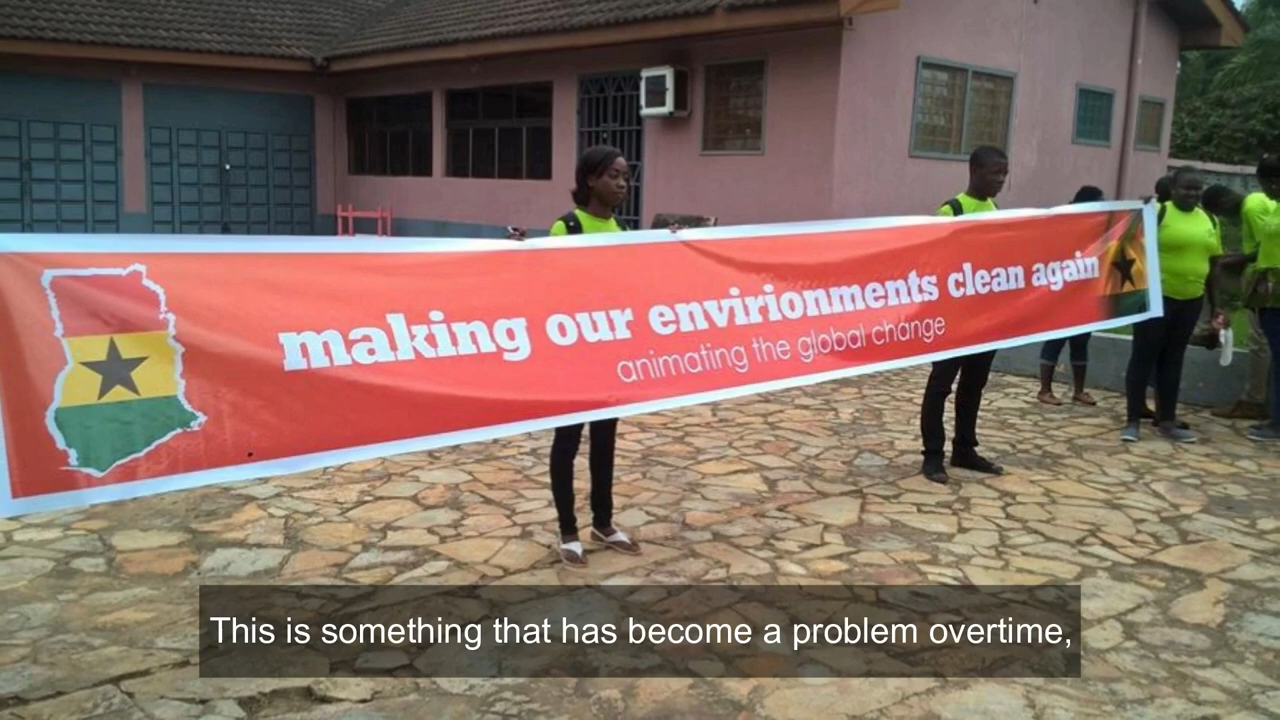 making our envirionments clean again
animating the global change
This is something that has become a problem overtime,